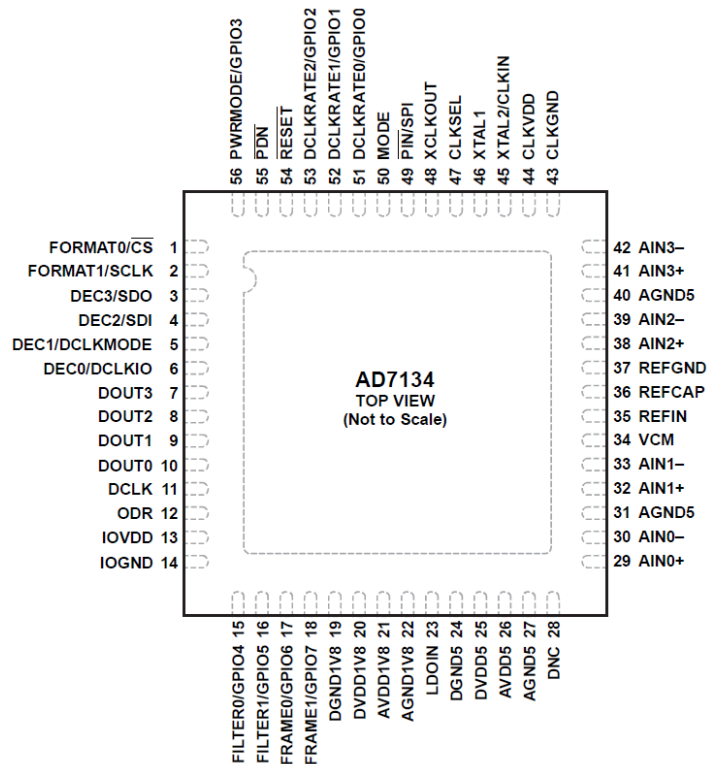 56 PWRMODE/GPIO3
55 PDN
54 RESET
53 DCLKRATE2/GPIO2
52 DCLKRATE1/GPIO1
51 DCLKRATE0/GPIO0
50 MODE
49 PIN/SPI
48 XCLKOUT
47 CLKSEL
46 XTAL1
45 XTAL2/CLKIN
44 CLKVDD
43 CLKGND
FORMAT0/CS 1
FORMAT1/SCLK 2
DEC3/SDO 3
DEC2/SDI 4
DEC1/DCLKMODE 5
DEC0/DCLKIO 6
DOUT3 7
DOUT2 8
DOUT1 9
DOUT0 10
DCLK 11
ODR 12
IOVDD 13
IOGND 14
AD7134
TOP VIEW
(Not to Scale)
42 AIN3–
41 AIN3+
40 AGND5
39 AIN2–
38 AIN2+
37 REFGND
36 REFCAP
35 REFIN
34 VCM
33 AIN1–
32 AIN1+
31 AGND5
30 AIN0–
29 AIN0+
FILTER0/GPIO4 15
FILTER1/GPIO5 16
FRAME0/GPIO6 17
FRAME1/GPIO7 18
DGND1V8 19
DVDD1V8 20
AVDD1V8 21
AGND1V8 22
LDOIN 23
DGND5 24
DVDD5 25
AVDD5 26
AGND5 27
DNC 28